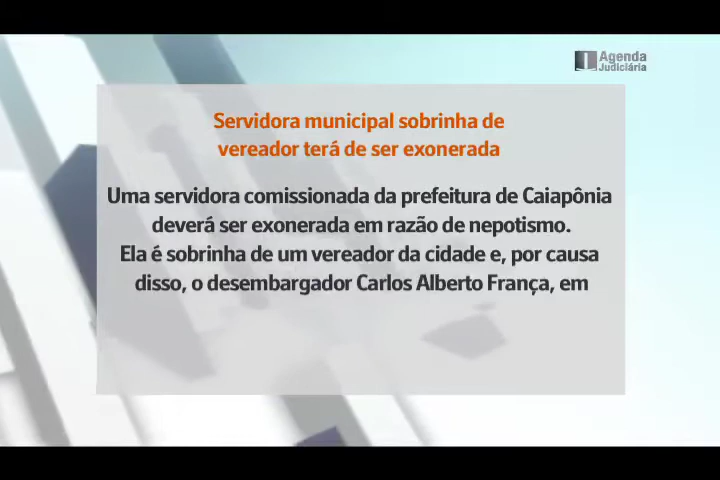 Agenda
Judiciária
Servidora municipal sobrinha de
vereador terá de ser exonerada
Uma servidora comissionada da prefeitura de Caiapônia
deverá ser exonerada em razão de nepotismo.
Ela é sobrinha de um vereador da cidade e, por causa
disso, o desembargador Carlos Alberto França, em